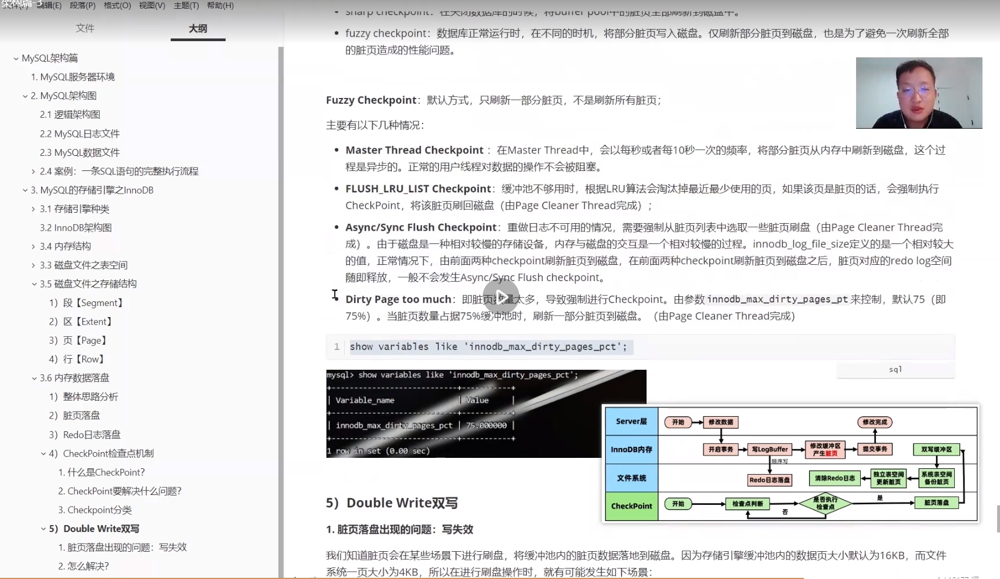 编辑(E) 段落(P) 格式(O) 视图(V) 主题(T) 帮助(H)
文件 大纲
MySQL架构篇
1. MySQL服务器环境
2. MySQL架构图
2.1 逻辑架构图
2.2 MySQL日志文件
2.3 MySQL数据文件
2.4 案例：一条SQL语句的完整执行流程
3. MySQL的存储引擎之InnoDB
3.1 存储引擎种类
3.2 InnoDB架构图
3.4 内存结构
3.3 磁盘文件之表空间
3.5 磁盘文件之存储结构
1）段【Segment】
2）区【Extent】
3）页【Page】
4）行【Row】
3.6 内存数据落盘
1）整体思路分析
2）脏页落盘
3）Redo日志落盘
4）CheckPoint检查点机制
1. 什么是CheckPoint？
2. CheckPoint要解决什么问题？
3. Checkpoint分类
5）Double Write双写
1. 脏页落盘出现的问题：写失效
2. 怎么解决？
sharp checkpoint：在关闭数据库的时候，将buffer pool中的脏页全部刷新到磁盘中。
fuzzy checkpoint：数据库正常运行时，在不同的时机，将部分脏页写入磁盘。仅刷新部分脏页到磁盘，也是为了避免一次刷新全部
的脏页造成的性能问题。
Fuzzy Checkpoint：默认方式，只刷新一部分脏页，不是刷新所有脏页；
主要有以下几种情况：
Master Thread Checkpoint ：在Master Thread中，会以每秒或者每10秒一次的频率，将部分脏页从内存中刷新到磁盘，这个过
程是异步的。正常的用户线程对数据的操作不会被阻塞。
FLUSH_LRU_LIST Checkpoint：缓冲池不够用时，根据LRU算法会淘汰掉最近最少使用的页，如果该页是脏页的话，会强制执行
CheckPoint，将该脏页刷回磁盘（由Page Cleaner Thread完成）；
Async/Sync Flush Checkpoint：重做日志不可用的情况，需要强制从脏页列表中选取一些脏页刷盘（由Page Cleaner Thread完
成）。由于磁盘是一种相对较慢的存储设备，内存与磁盘的交互是一个相对较慢的过程。innodb_log_file_size定义的是一个相对较大
的值，正常情况下，由前面两种checkpoint刷新脏页到磁盘，在前面两种checkpoint刷新脏页到磁盘之后，脏页对应的redo log空间
随即释放，一般不会发生Async/Sync Flush checkpoint。
Dirty Page too much：即脏页数量太多，导致强制进行Checkpoint。由参数innodb_max_dirty_pages_pt来控制，默认75（即
75%）。当脏页数量占据75%缓冲池时，刷新一部分脏页到磁盘。（由Page Cleaner Thread完成）
1 show variables like 'innodb_max_dirty_pages_pct';
sql
mysql> show variables like 'innodb_max_dirty_pages_pct';
+----------------------------+-----------+
| Variable_name | Value |
+----------------------------+-----------+
| innodb_max_dirty_pages_pct | 75.000000 |
+----------------------------+-----------+
1 row in set (0.00 sec)
Server层 开始 修改数据 修改完成
InnoDB内存 开启事务 写LogBuffer 修改缓冲区 产生脏页 提交事务 双写缓冲区
顺序写
文件系统 Redo日志落盘 清除Redo日志 独立表空间 更新脏页 系统表空间 备份脏页
CheckPoint 开始 检查点判断 是否执行 检查点 是 脏页落盘
否
5）Double Write双写
1. 脏页落盘出现的问题：写失效
我们知道脏页会在某些场景下进行刷盘，将缓冲池内的脏页数据落地到磁盘。因为存储引擎缓冲池内的数据页大小默认为16KB，而文件
系统一页大小为4KB，所以在进行刷盘操作时，就有可能发生如下场景：